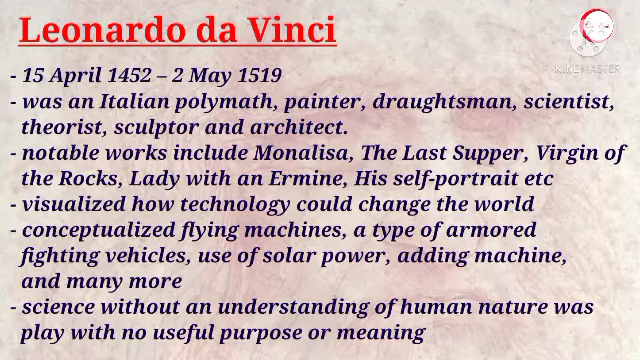 Leonardo da Vinci
KINEMASTER
- 15 April 1452 – 2 May 1519
- was an Italian polymath, painter, draughtsman, scientist,
theorist, sculptor and architect.
- notable works include Monalisa, The Last Supper, Virgin of
the Rocks, Lady with an Ermine, His self-portrait etc
- visualized how technology could change the world
- conceptualized flying machines, a type of armored
fighting vehicles, use of solar power, adding machine,
and many more
- science without an understanding of human nature was
play with no useful purpose or meaning